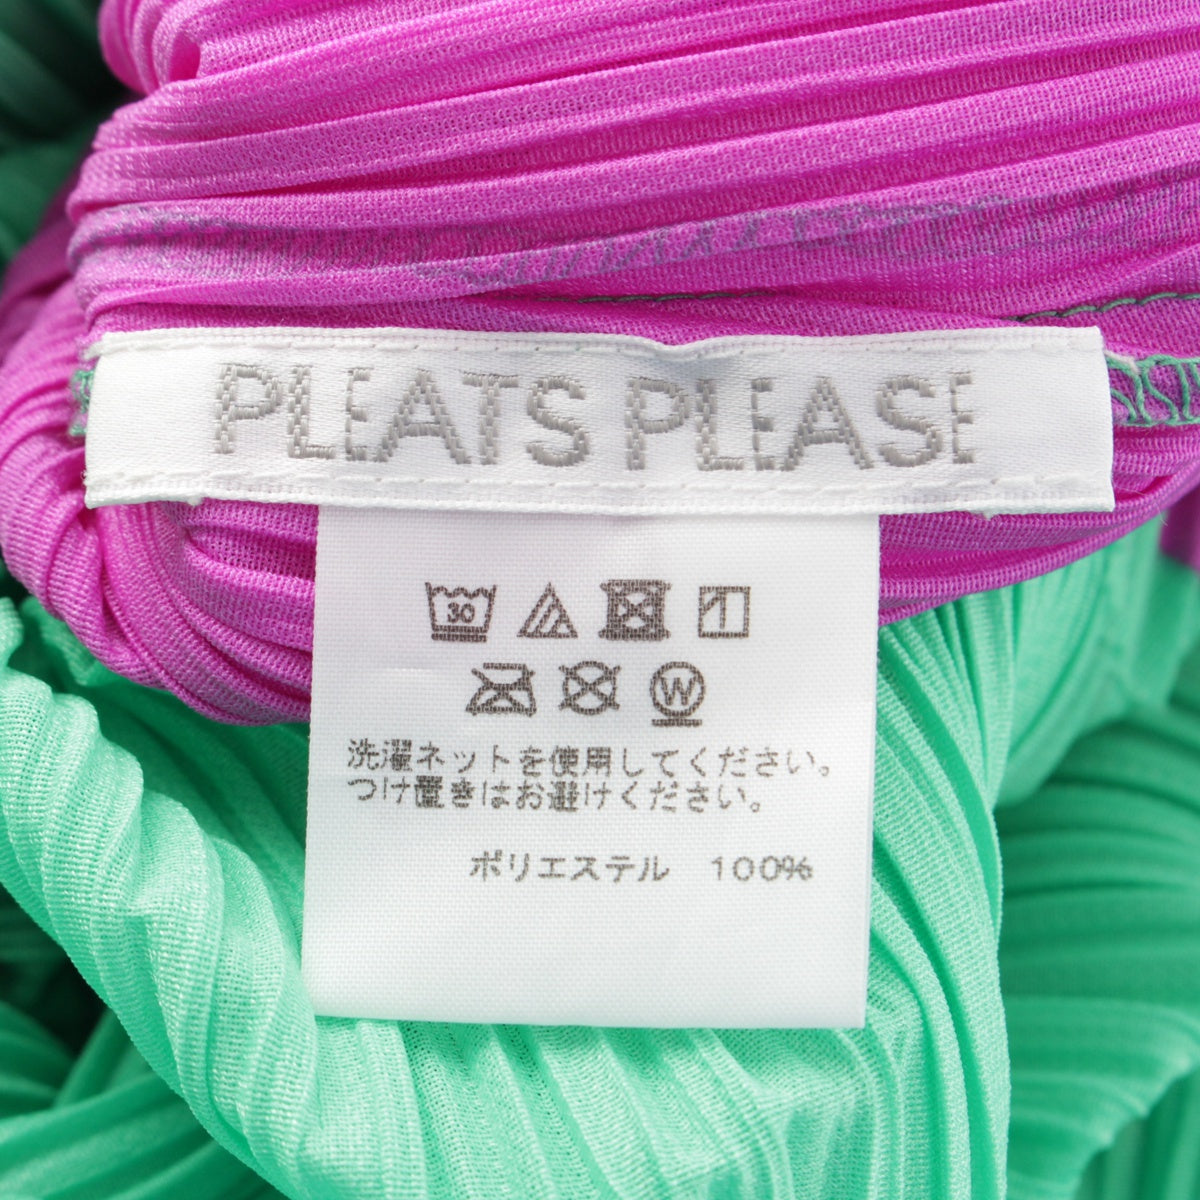 PLEATS PLEASE
30
W
洗濯ネットを使用してください。
つけ置きはお避けください。
ポリエステル 100%